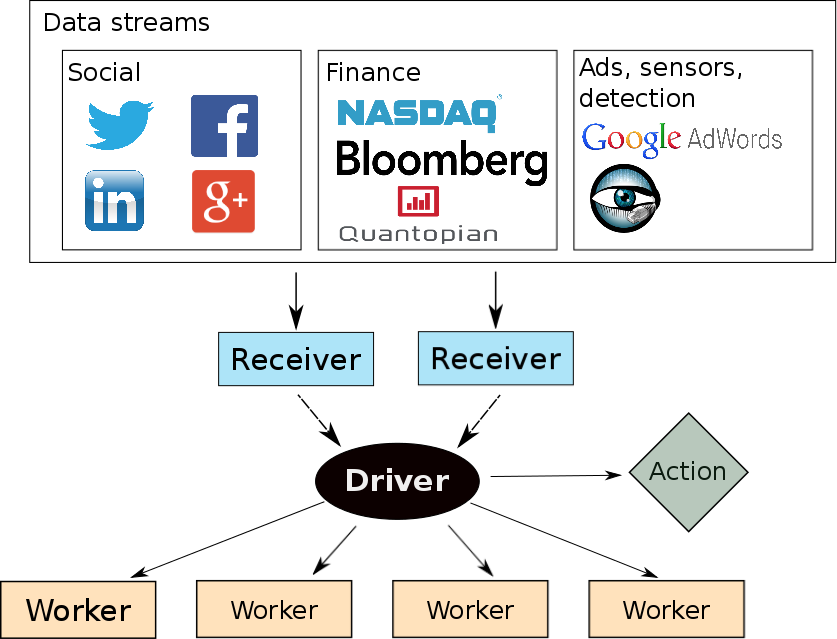 Data streams
Social
Finance
Ads, sensors,
detection
f
in
g+
NASDAQ
Bloomberg
Quantopian
Google AdWords
Receiver
Receiver
Driver
Action
Worker
Worker
Worker
Worker